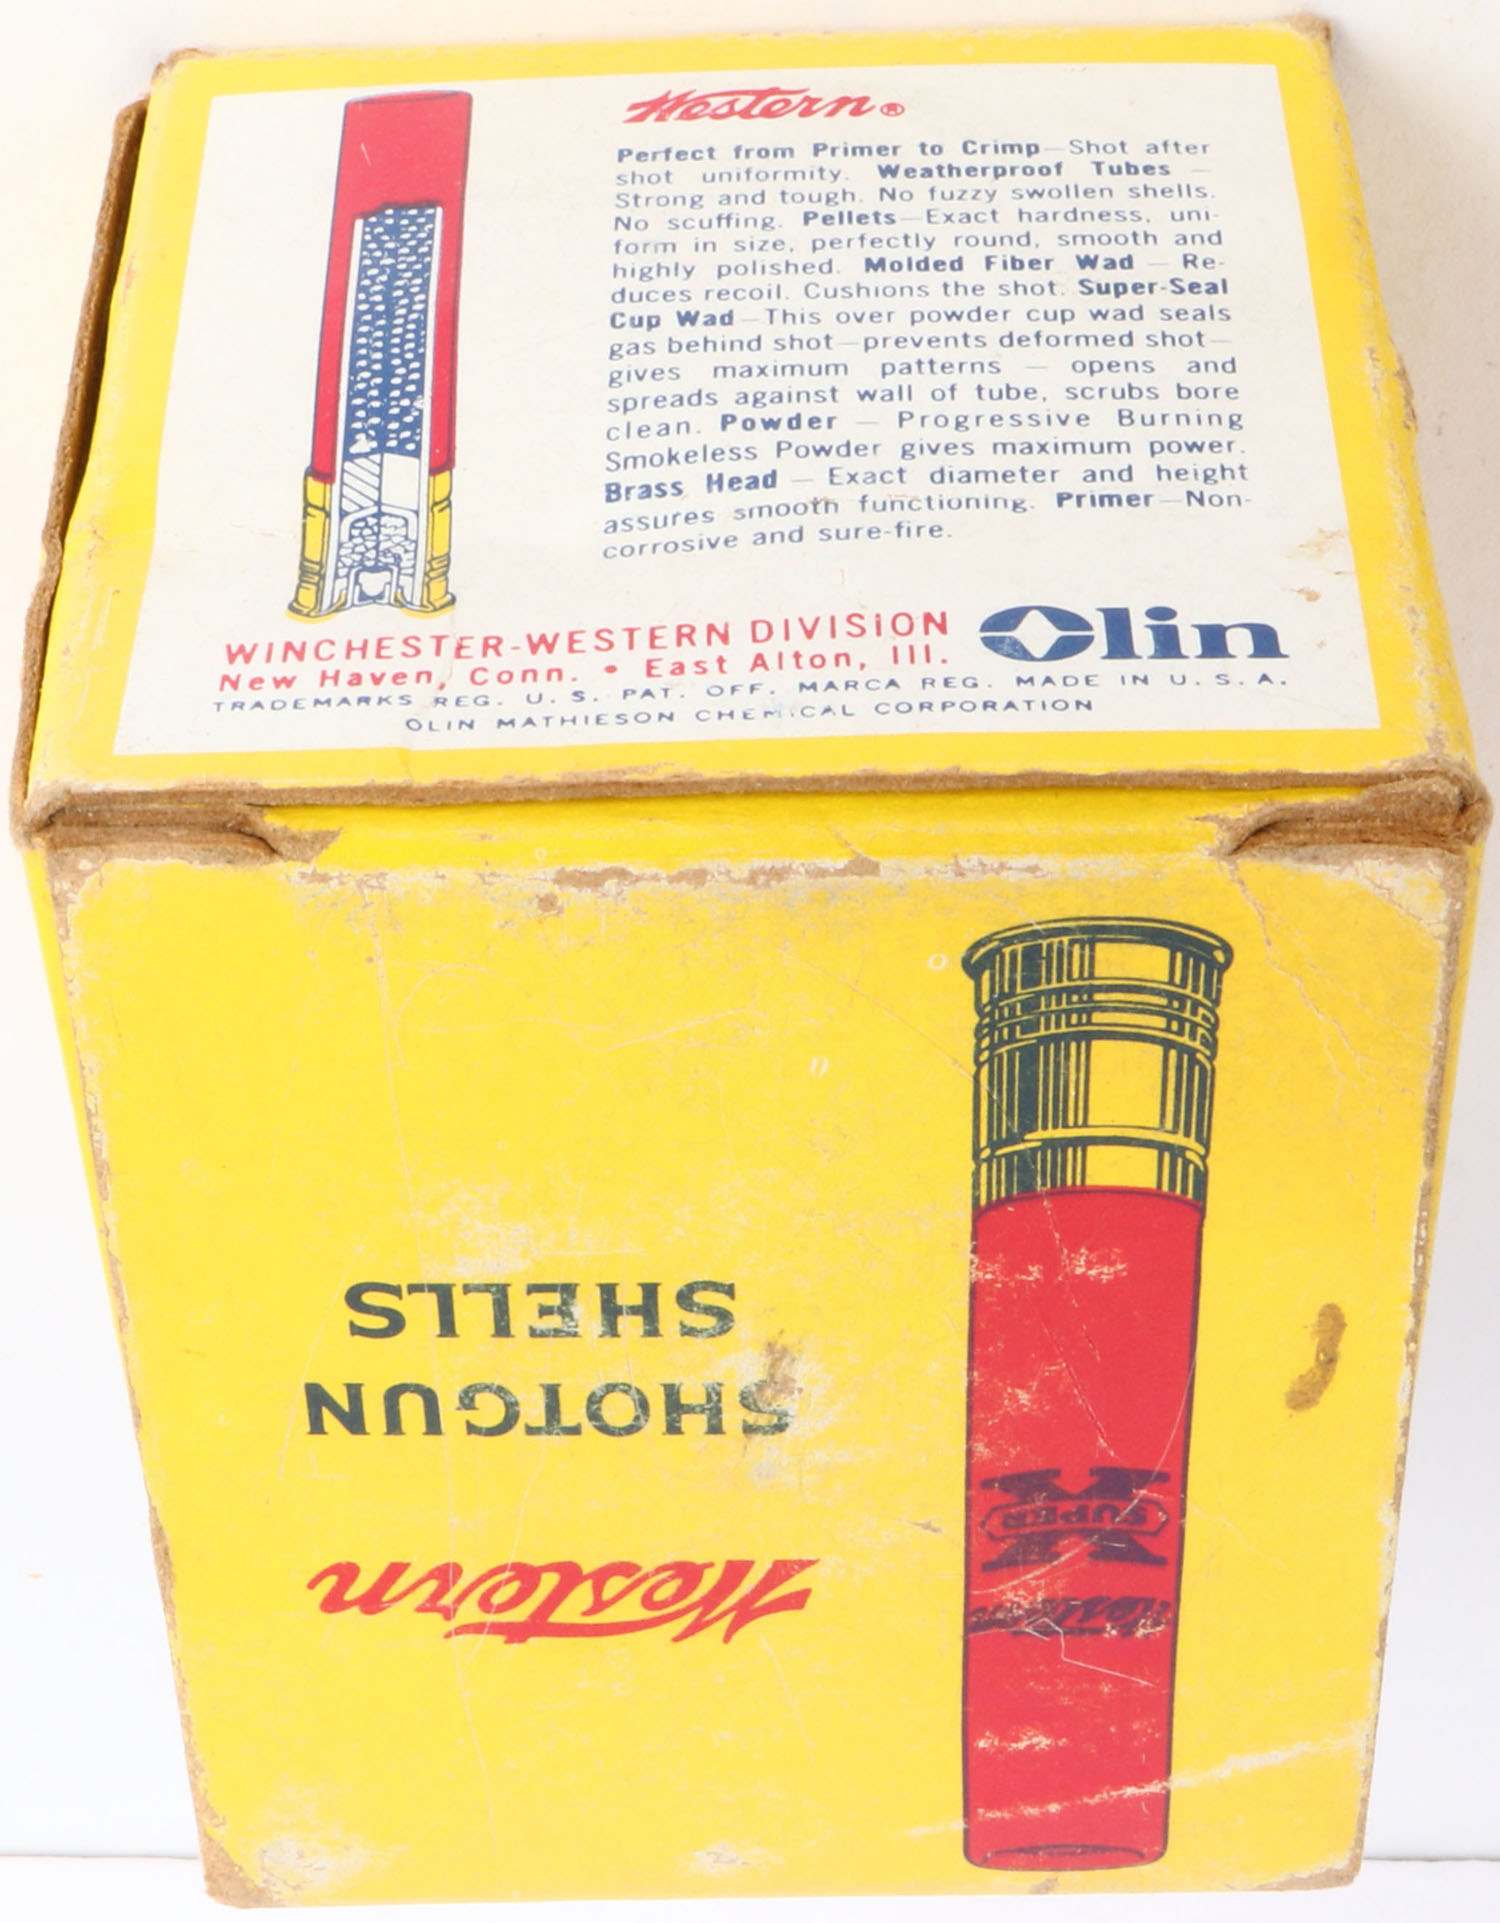 Western®
Perfect from Primer to Crimp—Shot after
shot uniformity. Weatherproof Tubes —
Strong and tough. No fuzzy swollen shells.
No scuffing. Pellets—Exact hardness, uni-
form in size, perfectly round, smooth and
highly polished. Molded Fiber Wad — Re-
duces recoil. Cushions the shot. Super-Seal
Cup Wad—This over powder cup wad seals
gas behind shot—prevents deformed shot—
gives maximum patterns — opens and
spreads against wall of tube, scrubs bore
clean. Powder — Progressive Burning
Smokeless Powder gives maximum power.
Brass Head — Exact diameter and height
assures smooth functioning. Primer—Non-
corrosive and sure-fire.
WINCHESTER-WESTERN DIVISION
New Haven, Conn. • East Alton, Ill.
Olin
TRADEMARKS REG. U. S. PAT. OFF. MARCA REG. MADE IN U. S. A.
OLIN MATHIESON CHEMICAL CORPORATION
Western
SHOTGUN
SHELLS
Western
SUPER X